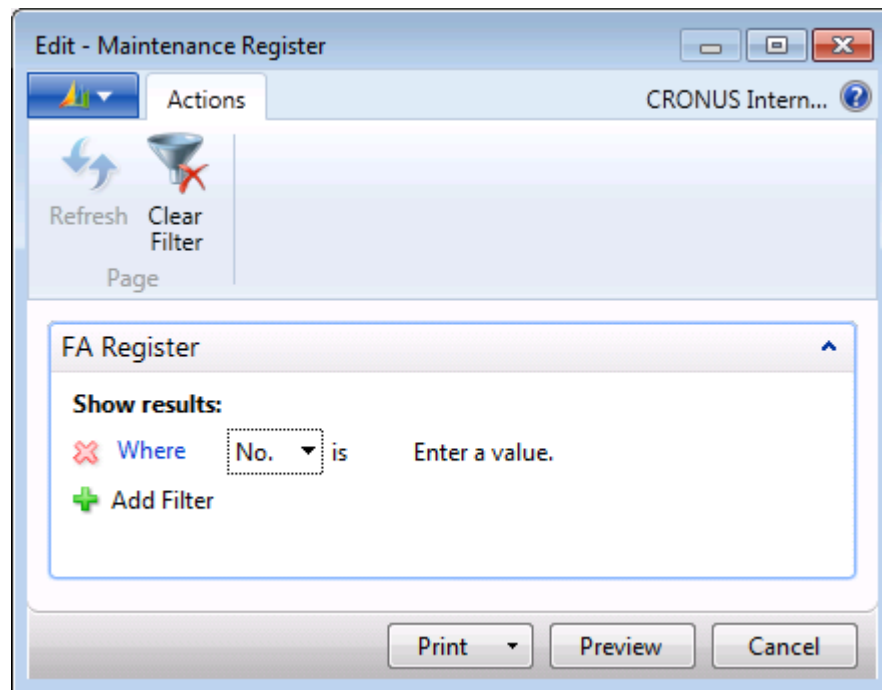 Edit - Maintenance Register
Actions
CRONUS Intern...
Refresh
Clear
Filter
Page
FA Register
Show results:
Where No. is Enter a value.
Add Filter
Print
Preview
Cancel